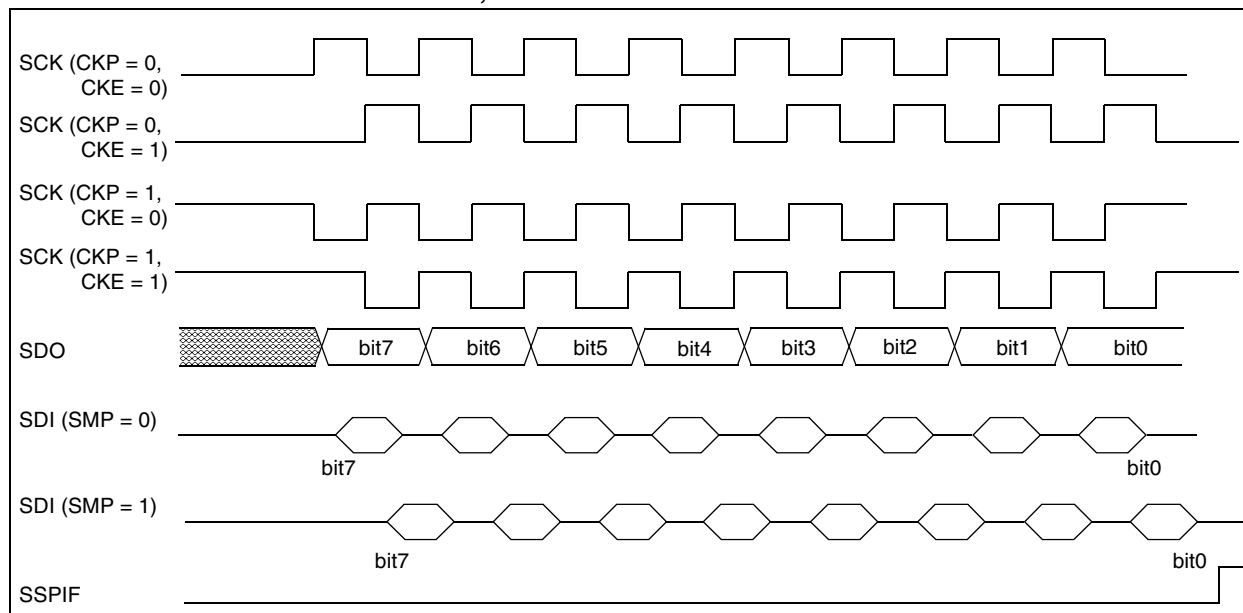 SCK (CKP = 0,
CKE = 0)
SCK (CKP = 0,
CKE = 1)
SCK (CKP = 1,
CKE = 0)
SCK (CKP = 1,
CKE = 1)
SDO
bit7 bit6 bit5 bit4 bit3 bit2 bit1 bit0
SDI (SMP = 0)
bit7 bit0
SDI (SMP = 1)
bit7 bit0
SSPIF